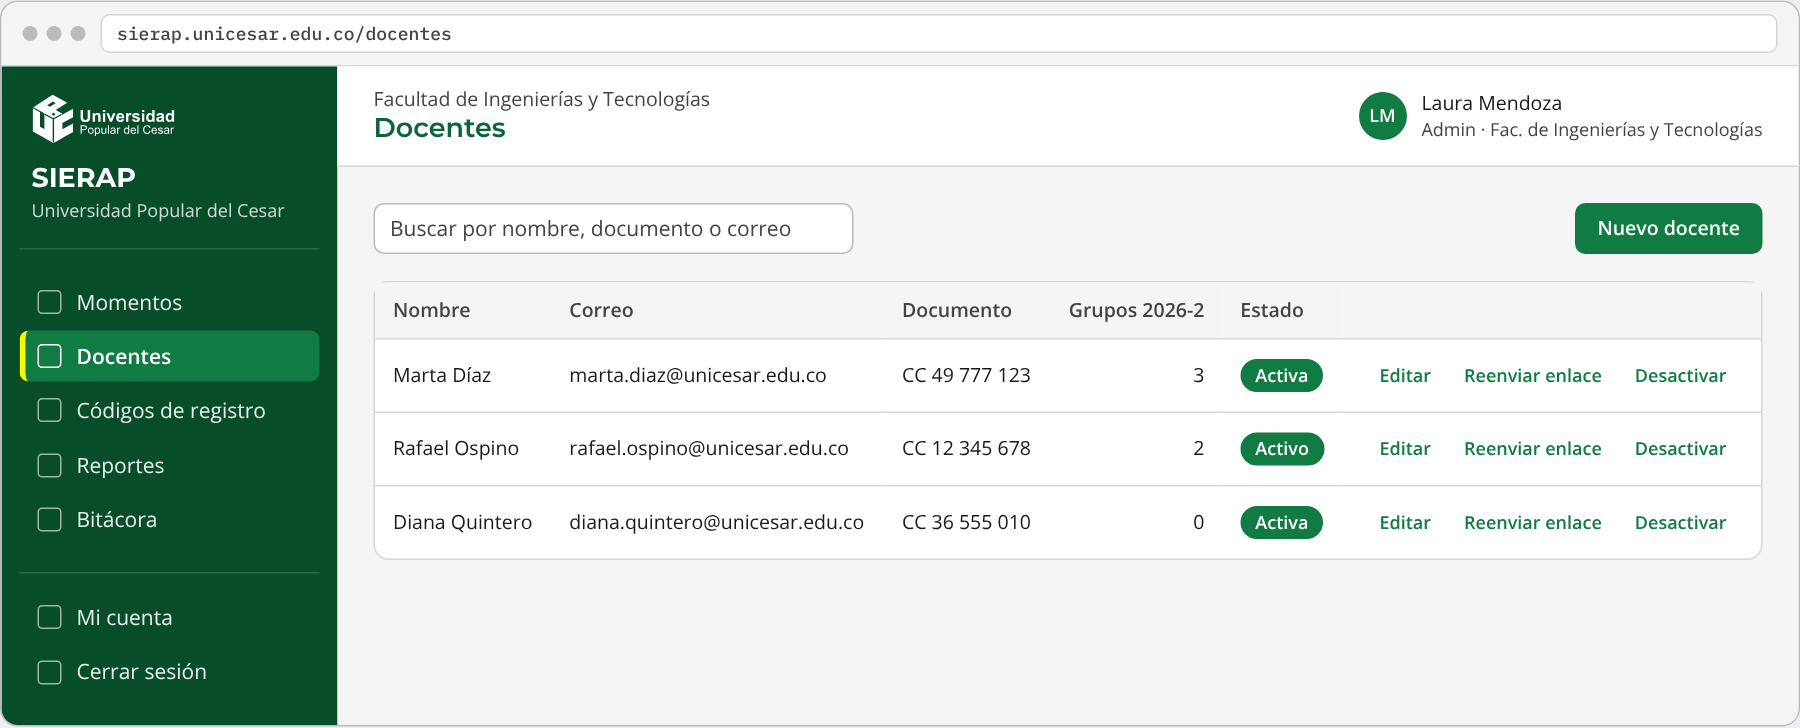 sierap.unicesar.edu.co/docentes
Universidad
Popular del Cesar
SIERAP
Universidad Popular del Cesar
Momentos
Docentes
Códigos de registro
Reportes
Bitácora
Mi cuenta
Cerrar sesión
Facultad de Ingenierías y Tecnologías
Docentes
LM
Laura Mendoza
Admin · Fac. de Ingenierías y Tecnologías
Buscar por nombre, documento o correo
Nuevo docente
Nombre Correo Documento Grupos 2026-2 Estado
Marta Díaz marta.diaz@unicesar.edu.co CC 49 777 123 3 Activa Editar Reenviar enlace Desactivar
Rafael Ospino rafael.ospino@unicesar.edu.co CC 12 345 678 2 Activo Editar Reenviar enlace Desactivar
Diana Quintero diana.quintero@unicesar.edu.co CC 36 555 010 0 Activa Editar Reenviar enlace Desactivar